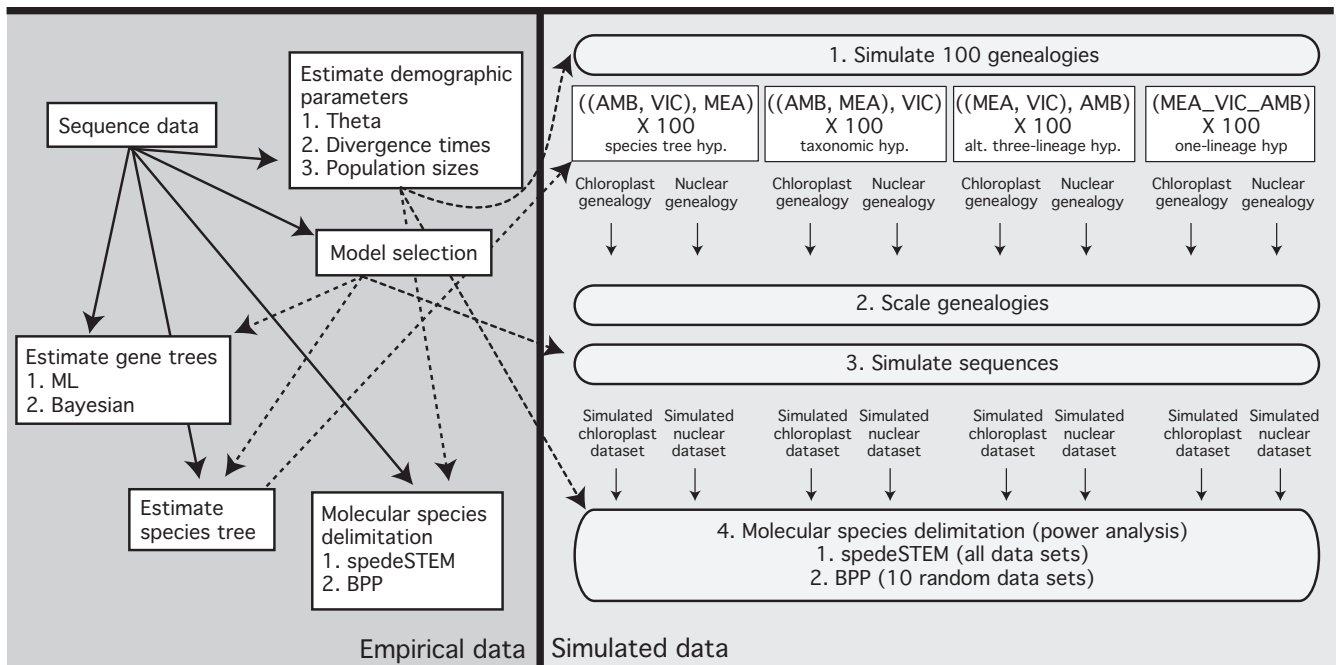 Sequence data
Estimate demographic
parameters
1. Theta
2. Divergence times
3. Population sizes
Model selection
Estimate gene trees
1. ML
2. Bayesian
Estimate
species tree
Molecular species
delimitation
1. spedeSTEM
2. BPP
Empirical data
1. Simulate 100 genealogies
((AMB, VIC), MEA)
X 100
species tree hyp.
((AMB, MEA), VIC)
X 100
taxonomic hyp.
((MEA, VIC), AMB)
X 100
alt. three-lineage hyp.
(MEA_VIC_AMB)
X 100
one-lineage hyp
Chloroplast
genealogy
Nuclear
genealogy
Chloroplast
genealogy
Nuclear
genealogy
Chloroplast
genealogy
Nuclear
genealogy
Chloroplast
genealogy
Nuclear
genealogy
2. Scale genealogies
3. Simulate sequences
Simulated
chloroplast
dataset
Simulated
nuclear
dataset
Simulated
chloroplast
dataset
Simulated
nuclear
dataset
Simulated
chloroplast
dataset
Simulated
nuclear
dataset
Simulated
chloroplast
dataset
Simulated
nuclear
dataset
4. Molecular species delimitation (power analysis)
1. spedeSTEM (all data sets)
2. BPP (10 random data sets)
Simulated data